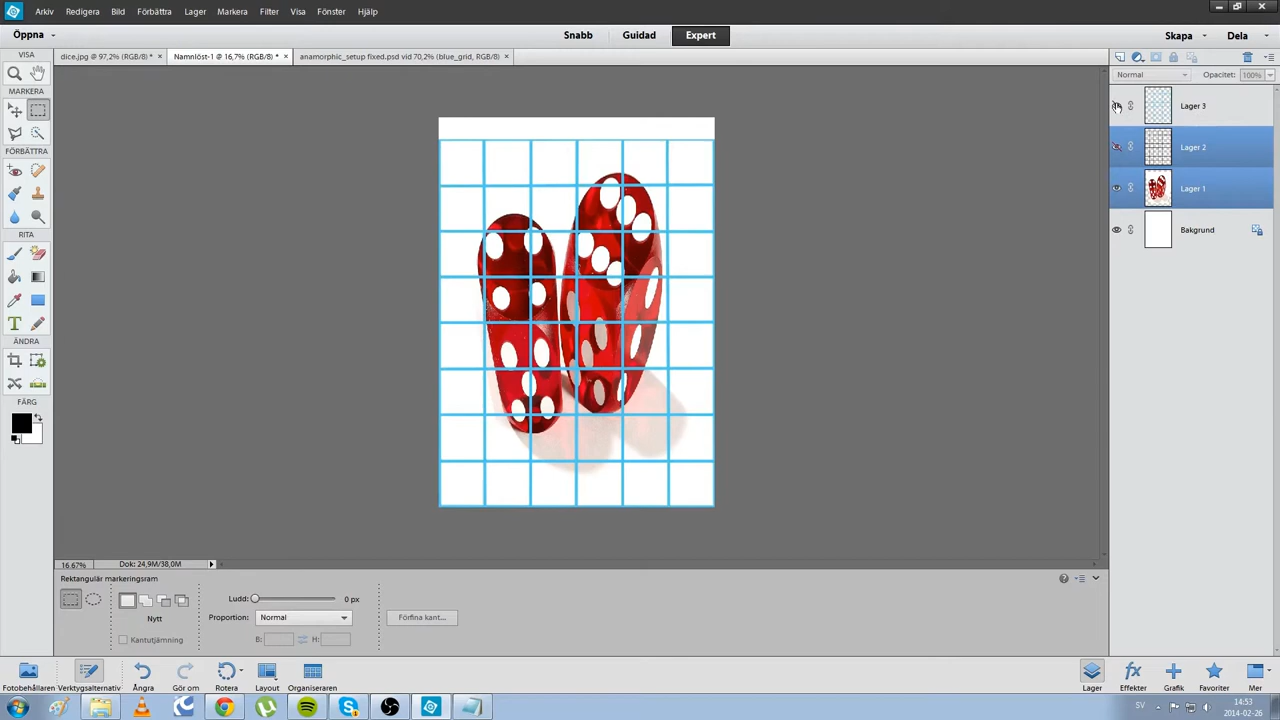 Arkiv Redigera Bild Förbättra Lager Markera Filter Visa Fönster Hjälp
Öppna Snabb Guidad Expert Skapa Dela
VISA
dice.jpg @ 97,2% (RGB/8) * × Namnlöst-1 @ 16,7% (RGB/8) * × anamorphic_setup fixed.psd vid 70,2% (blue_grid, RGB/8) ×
Normal Opacitet: 100%
MARKERA
Lager 3
Lager 2
FÖRBÄTTRA
Lager 1
Bakgrund
RITA
ÄNDRA
FÄRG
16.67% Dok: 24,9M/38,0M
Rektangulär markeringsram
Ludd: 0 px
Nytt Proportion: Normal Förfina kant...
Kantutjämning B: H:
Fotobehållaren Verktygsalternativ Ångra Gör om Rotera Layout Organiseraren Lager Effekter Grafik Favoriter Mer
SV 14:53
2014-02-26